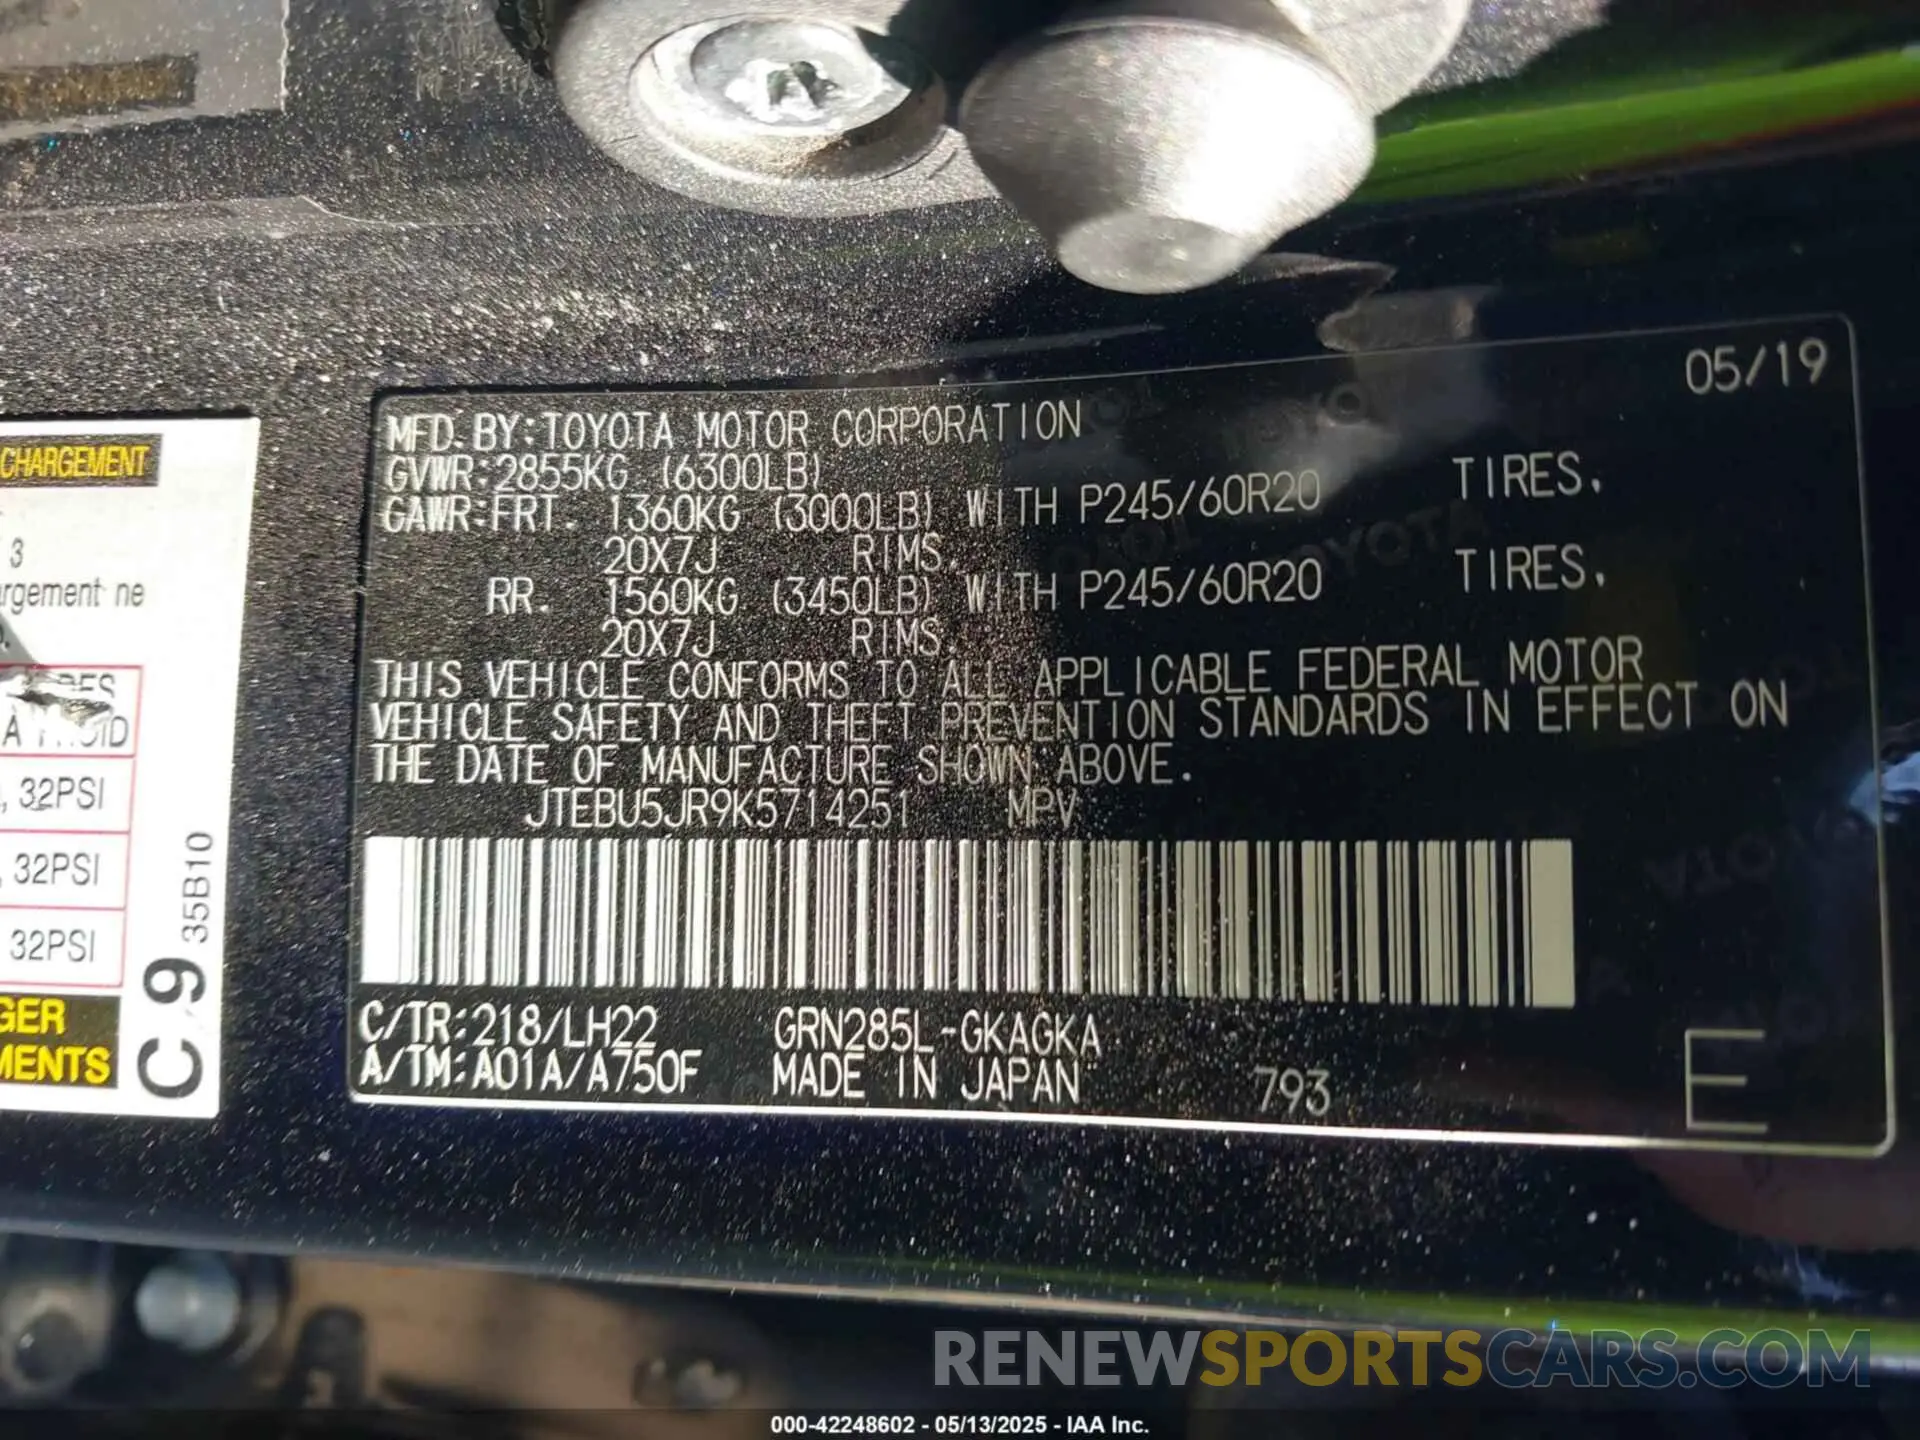 05/19
MFD. BY: TOYOTA MOTOR CORPORATION
GVWR: 2855KG (6300LB)
GAWR: FRT. 1360KG (3000LB) WITH P245/60R20 TIRES.
20X7J RIMS.
RR. 1560KG (3450LB) WITH P245/60R20 TIRES.
20X7J RIMS.
THIS VEHICLE CONFORMS TO ALL APPLICABLE FEDERAL MOTOR
VEHICLE SAFETY AND THEFT PREVENTION STANDARDS IN EFFECT ON
THE DATE OF MANUFACTURE SHOWN ABOVE.
JTEBU5JR9K5714251 MPV
C/TR: 218/LH22 GRN285L-GKAGKA
A/TM: A01A/A750F MADE IN JAPAN 793 E
CHARGEMENT
3
ne
À
32PSI
32PSI
32PSI
C9 35B10
RENEWSPORTSCARS.COM
000-42248602 - 05/13/2025 - IAA Inc.